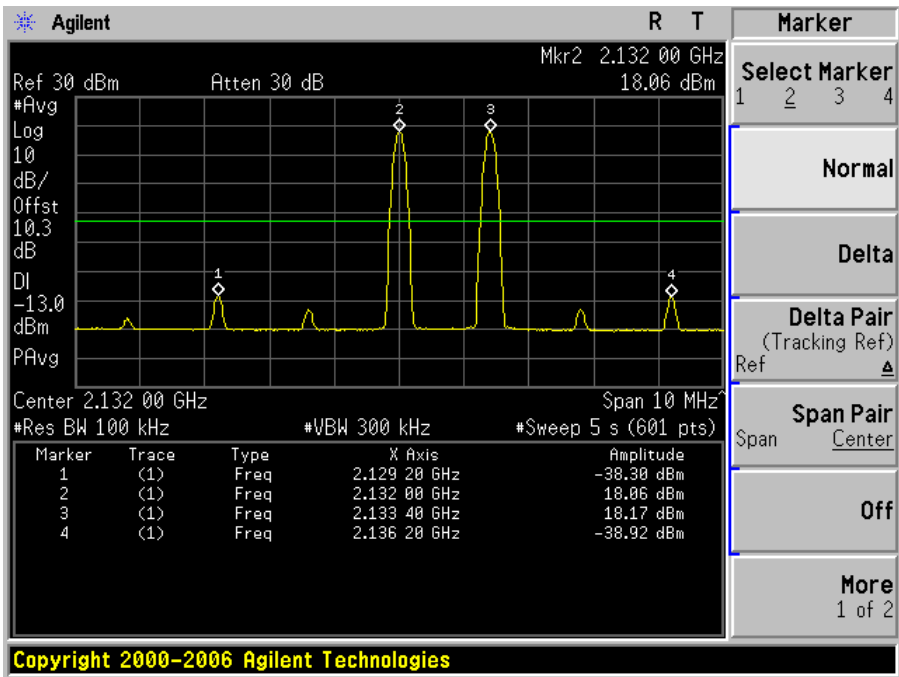 Agilent R T
Mkr2 2.132 00 GHz
Ref 30 dBm Atten 30 dB 18.06 dBm
#Avg
Log
10
dB/
Offst
10.3
dB
DI
-13.0
dBm
PAvg
1
2
3
4
Center 2.132 00 GHz Span 10 MHz^
#Res BW 100 kHz #VBW 300 kHz #Sweep 5 s (601 pts)
Marker Trace Type X Axis Amplitude
1 (1) Freq 2.129 20 GHz -38.30 dBm
2 (1) Freq 2.132 00 GHz 18.06 dBm
3 (1) Freq 2.133 40 GHz 18.17 dBm
4 (1) Freq 2.136 20 GHz -38.92 dBm
Marker
Select Marker
1 2 3 4
Normal
Delta
Delta Pair
(Tracking Ref)
Ref Δ
Span Pair
Span Center
Off
More
1 of 2
Copyright 2000-2006 Agilent Technologies